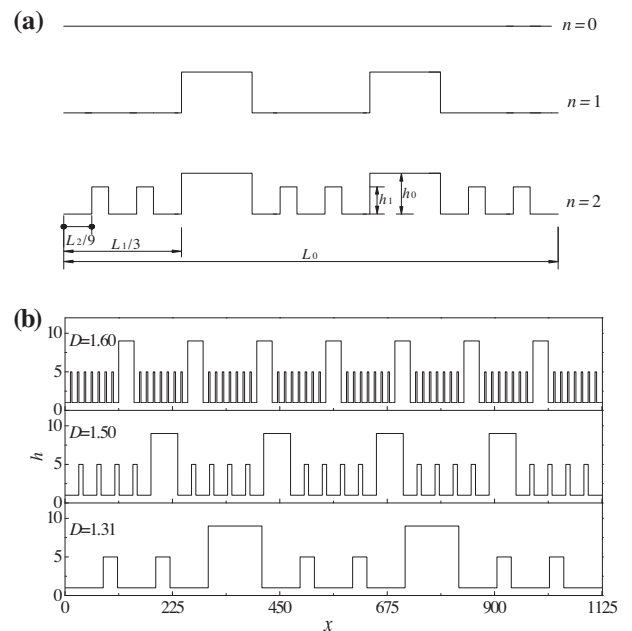 (a)
n=0
n=1
h₁
h₀
n=2
L₂/9
L₁/3
L₀
(b)
10
D=1.60
5
0
10
D=1.50
5
h
0
10
D=1.31
5
0
0 225 450 675 900 1125
x